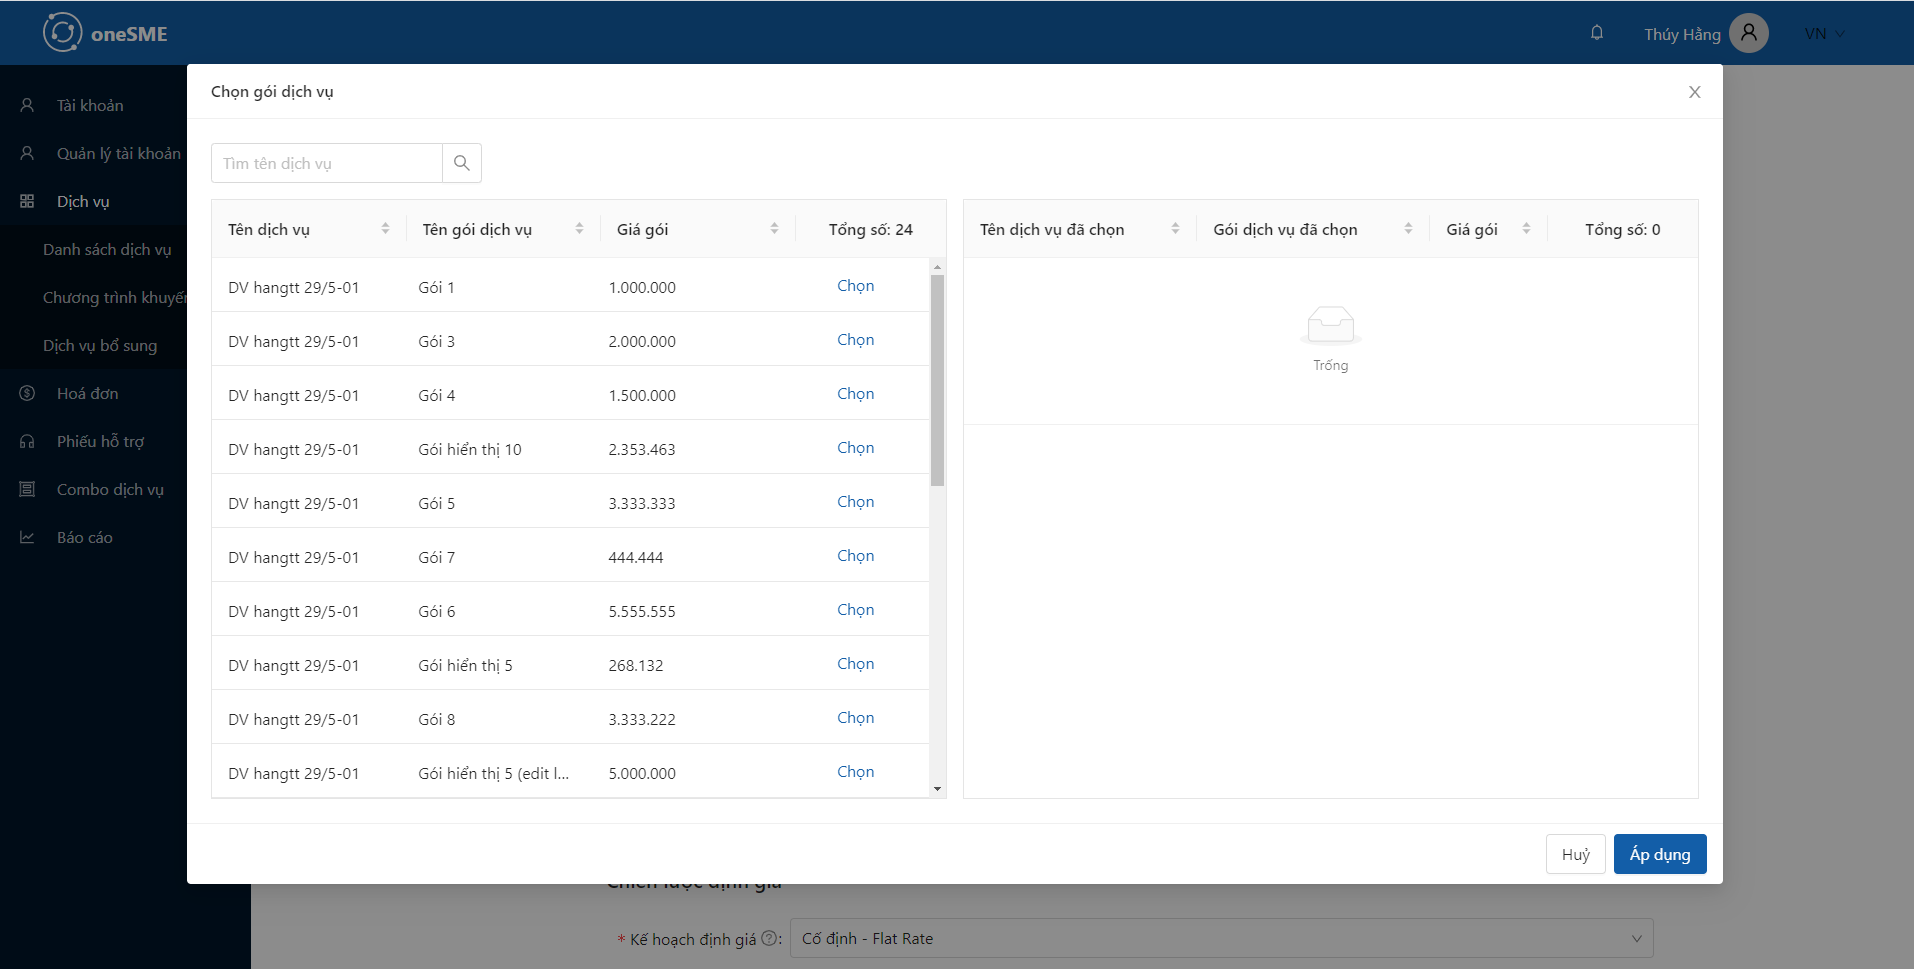 oneSME
Thúy Hằng
VN
Tài khoản
Quản lý tài khoản
Dịch vụ
Danh sách dịch vụ
Chương trình khuyến
Dịch vụ bổ sung
Hoá đơn
Phiếu hỗ trợ
Combo dịch vụ
Báo cáo
Chọn gói dịch vụ
X
Tìm tên dịch vụ
Tên dịch vụ Tên gói dịch vụ Giá gói Tổng số: 24
DV hangtt 29/5-01 Gói 1 1.000.000 Chọn
DV hangtt 29/5-01 Gói 3 2.000.000 Chọn
DV hangtt 29/5-01 Gói 4 1.500.000 Chọn
DV hangtt 29/5-01 Gói hiển thị 10 2.353.463 Chọn
DV hangtt 29/5-01 Gói 5 3.333.333 Chọn
DV hangtt 29/5-01 Gói 7 444.444 Chọn
DV hangtt 29/5-01 Gói 6 5.555.555 Chọn
DV hangtt 29/5-01 Gói hiển thị 5 268.132 Chọn
DV hangtt 29/5-01 Gói 8 3.333.222 Chọn
DV hangtt 29/5-01 Gói hiển thị 5 (edit l... 5.000.000 Chọn
Tên dịch vụ đã chọn Gói dịch vụ đã chọn Giá gói Tổng số: 0
Trống
Huỷ Áp dụng
Chiến lược định giá
* Kế hoạch định giá ?: Cố định - Flat Rate